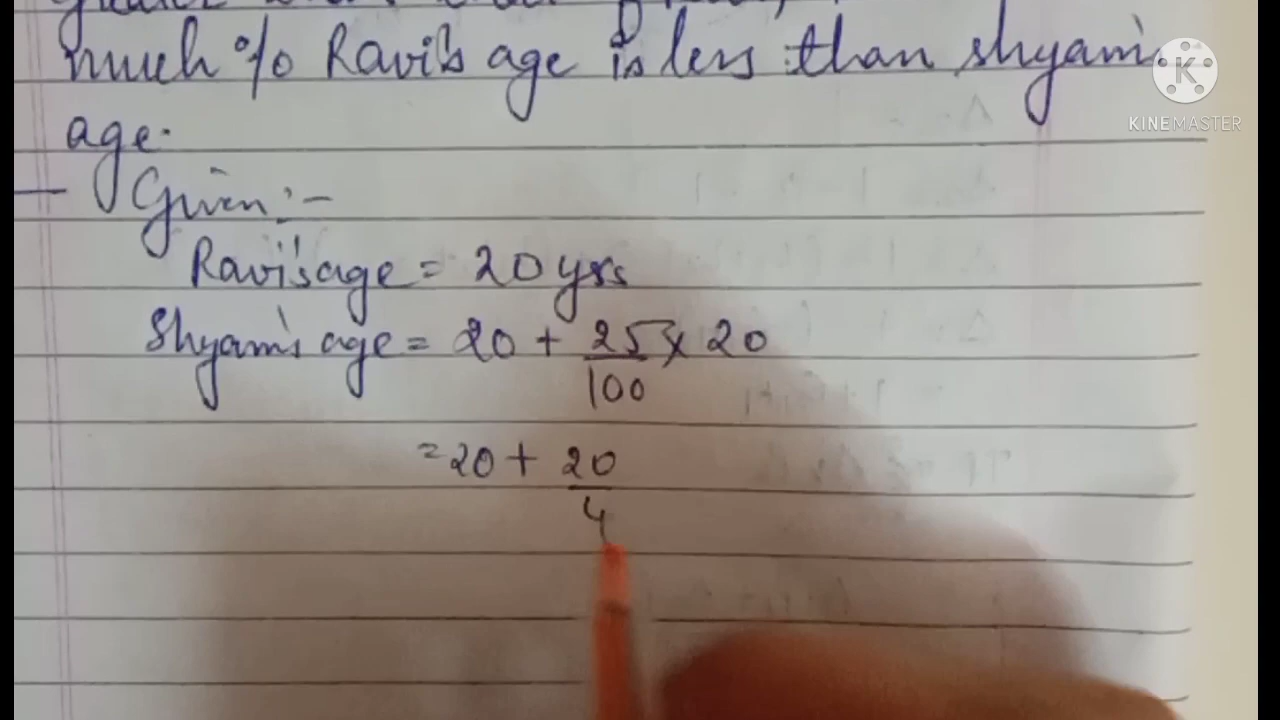 much % Ravi's age is less than shyam's
KINEMASTER
age.
Given :-
Ravi's age = 20 yrs
Shyam's age = 20 + 25/100 x 20
= 20 + 20/4